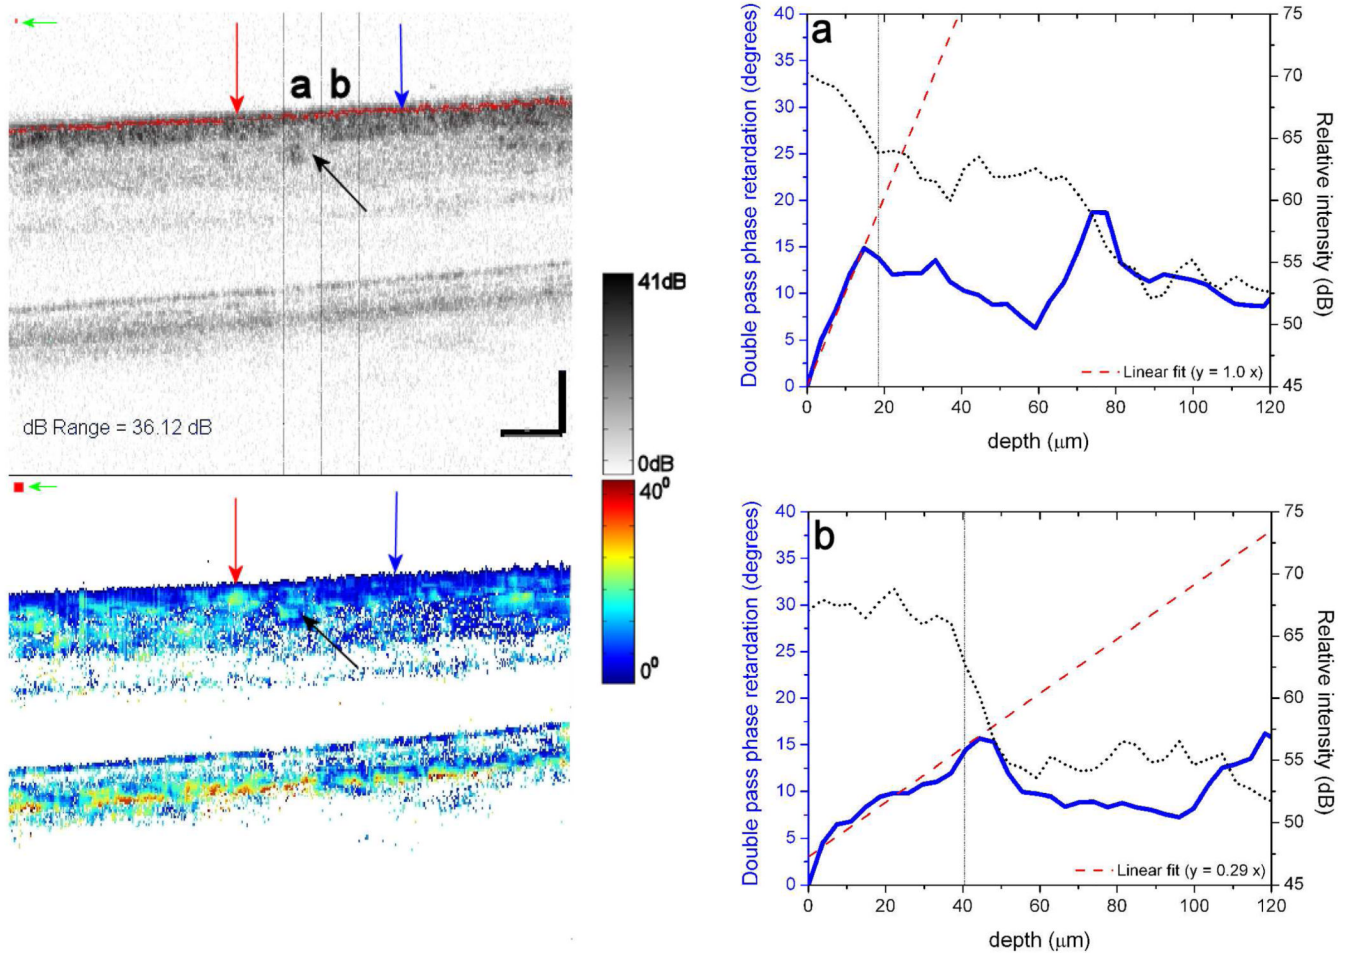 a b
dB Range = 36.12 dB
41dB
0dB
40⁰
0⁰
a
Double pass phase retardation (degrees)
40
35
30
25
20
15
10
5
0
75
70
65
60
55
50
45
Relative intensity (dB)
Linear fit (y = 1.0 x)
0 20 40 60 80 100 120
depth (μm)
b
Double pass phase retardation (degrees)
40
35
30
25
20
15
10
5
0
75
70
65
60
55
50
45
Relative intensity (dB)
Linear fit (y = 0.29 x)
0 20 40 60 80 100 120
depth (μm)